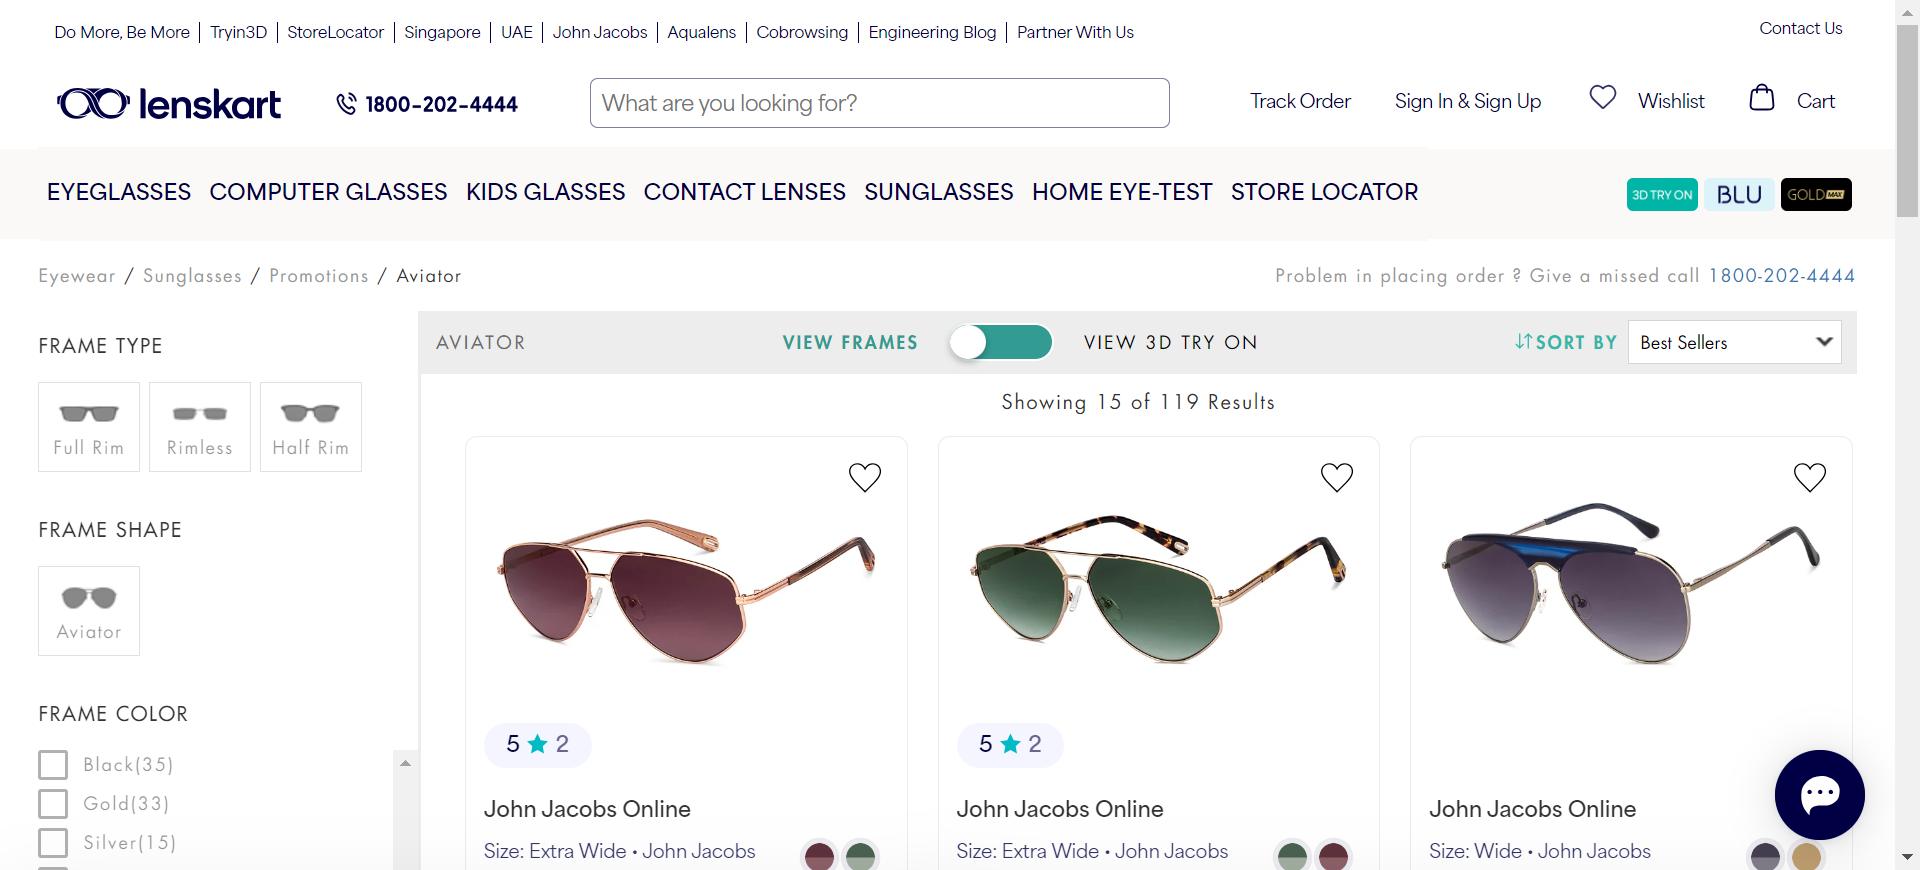 Do More, Be More Tryin3D StoreLocator Singapore UAE John Jacobs Aqualens Cobrowsing Engineering Blog Partner With Us Contact Us
lenskart 1800-202-4444 What are you looking for? Track Order Sign In & Sign Up Wishlist Cart
EYEGLASSES COMPUTER GLASSES KIDS GLASSES CONTACT LENSES SUNGLASSES HOME EYE-TEST STORE LOCATOR 3D TRY ON BLU GOLD MAX
Eyewear / Sunglasses / Promotions / Aviator Problem in placing order ? Give a missed call 1800-202-4444
FRAME TYPE
Full Rim Rimless Half Rim
FRAME SHAPE
Aviator
FRAME COLOR
Black(35)
Gold(33)
Silver(15)
AVIATOR VIEW FRAMES VIEW 3D TRY ON SORT BY Best Sellers
Showing 15 of 119 Results
5 ★ 2
John Jacobs Online
Size: Extra Wide • John Jacobs
5 ★ 2
John Jacobs Online
Size: Extra Wide • John Jacobs
John Jacobs Online
Size: Wide • John Jacobs